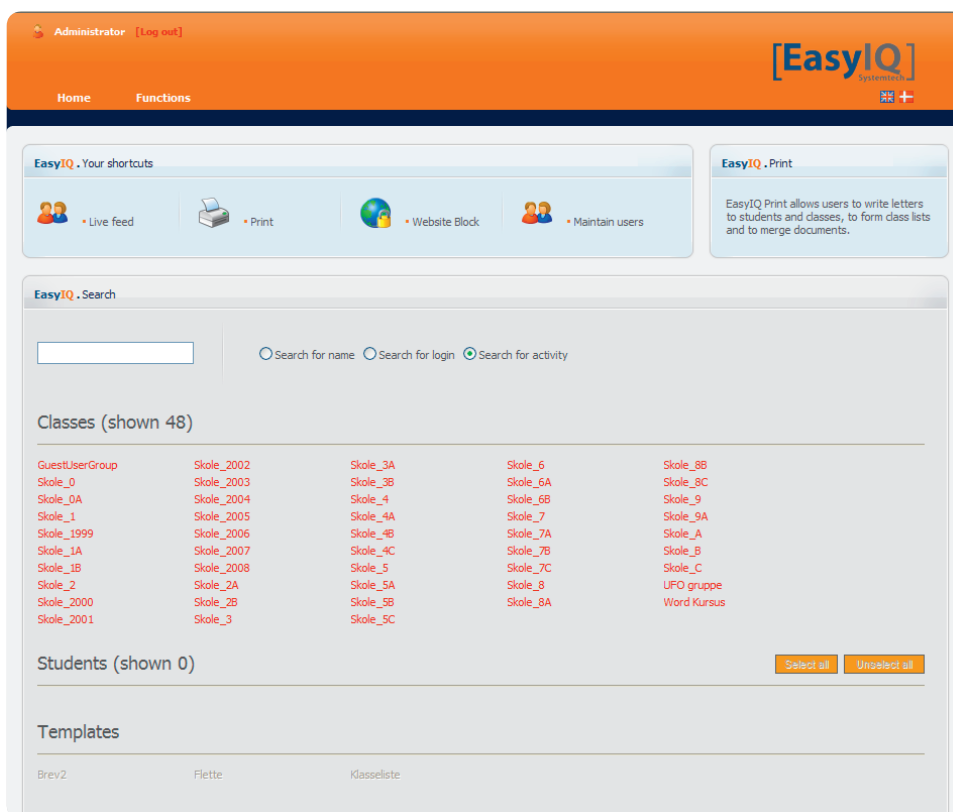 Administrator [Log out]
[EasyIQ]
Systemtech
Home Functions
EasyIQ . Your shortcuts
Live feed
Print
Website Block
Maintain users
EasyIQ . Print
EasyIQ Print allows users to write letters
to students and classes, to form class lists
and to merge documents.
EasyIQ . Search
Search for name Search for login Search for activity
Classes (shown 48)
GuestUserGroup Skole_2002 Skole_3A Skole_6 Skole_8B
Skole_0 Skole_2003 Skole_3B Skole_6A Skole_8C
Skole_0A Skole_2004 Skole_4 Skole_6B Skole_9
Skole_1 Skole_2005 Skole_4A Skole_7 Skole_9A
Skole_1999 Skole_2006 Skole_4B Skole_7A Skole_A
Skole_1A Skole_2007 Skole_4C Skole_7B Skole_B
Skole_1B Skole_2008 Skole_5 Skole_7C Skole_C
Skole_2 Skole_2A Skole_5A Skole_8 UFO gruppe
Skole_2000 Skole_2B Skole_5B Skole_8A Word Kursus
Skole_2001 Skole_3 Skole_5C
Students (shown 0)
Select all Unselect all
Templates
Brev2 Flette Klasseliste